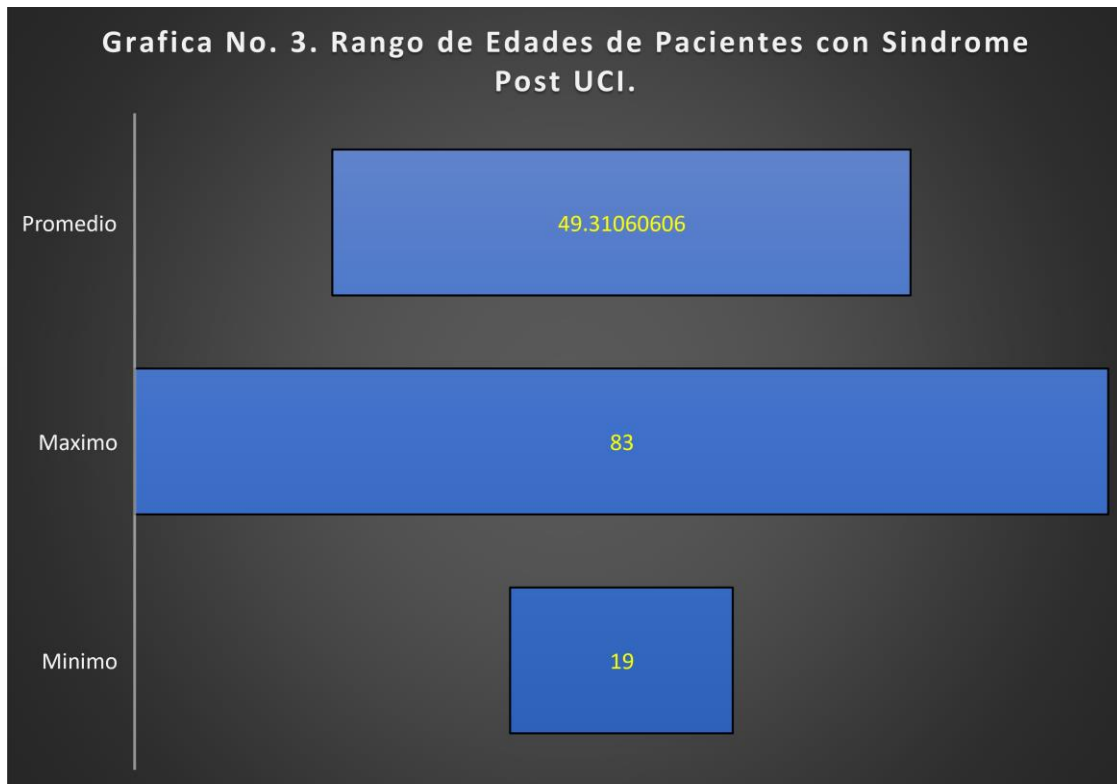 Grafica No. 3. Rango de Edades de Pacientes con Sindrome
Post UCI.
Promedio
49.31060606
Maximo
83
Minimo
19